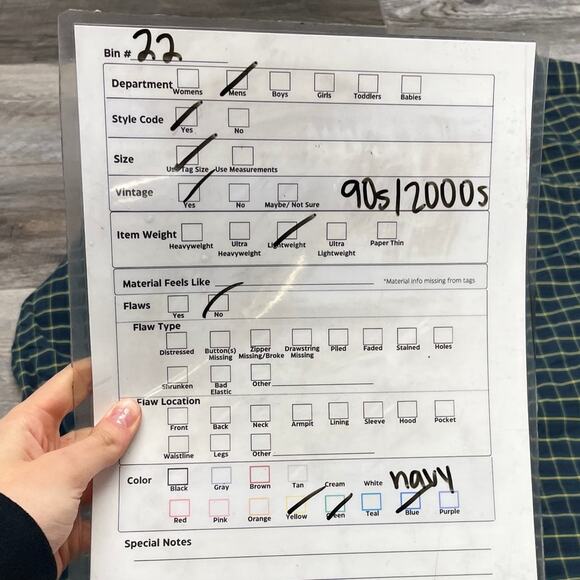 Bin # 22
Department Womens Mens Boys Girls Toddlers Babies
Style Code Yes No
Size Use Tag Size Use Measurements
Vintage Yes No Maybe/ Not Sure 90s/2000s
Item Weight Heavyweight Ultra Heavyweight Lightweight Ultra Lightweight Paper Thin
Material Feels Like *Material info missing from tags
Flaws Yes No
Flaw Type
Distressed Button(s) Missing Zipper Missing/Broke Drawstring Missing Piled Faded Stained Holes
Shrunken Bad Elastic Other
Flaw Location
Front Back Neck Armpit Lining Sleeve Hood Pocket
Waistline Legs Other
Color Black Gray Brown Tan Cream White navy
Red Pink Orange Yellow Green Teal Blue Purple
Special Notes